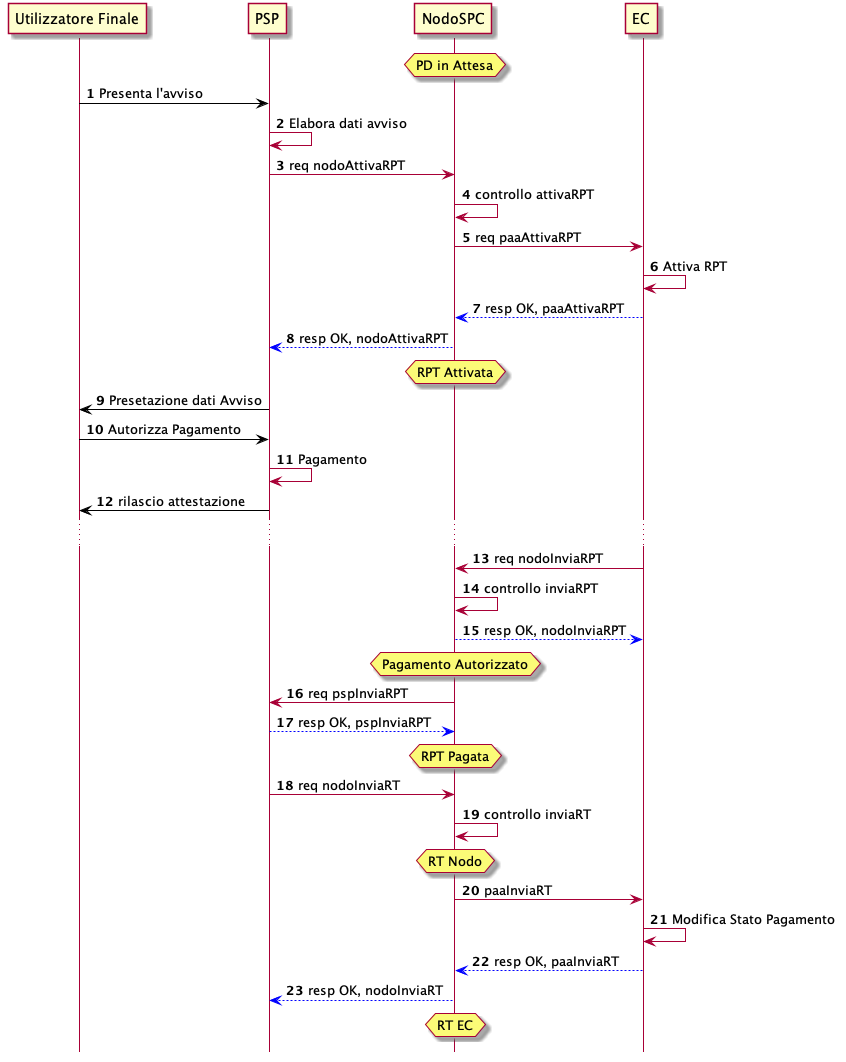 Utilizzatore Finale
PSP
NodoSPC
EC
PD in Attesa
1 Presenta l'avviso
2 Elabora dati avviso
3 req nodoAttivaRPT
4 controllo attivaRPT
5 req paaAttivaRPT
6 Attiva RPT
7 resp OK, paaAttivaRPT
8 resp OK, nodoAttivaRPT
RPT Attivata
9 Presetazione dati Avviso
10 Autorizza Pagamento
11 Pagamento
12 rilascio attestazione
13 req nodoInviaRPT
14 controllo inviaRPT
15 resp OK, nodoInviaRPT
Pagamento Autorizzato
16 req pspInviaRPT
17 resp OK, pspInviaRPT
RPT Pagata
18 req nodoInviaRT
19 controllo inviaRT
RT Nodo
20 paaInviaRT
21 Modifica Stato Pagamento
22 resp OK, paaInviaRT
23 resp OK, nodoInviaRT
RT EC